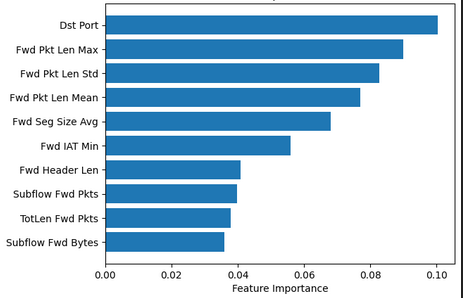 Dst Port
Fwd Pkt Len Max
Fwd Pkt Len Std
Fwd Pkt Len Mean
Fwd Seg Size Avg
Fwd IAT Min
Fwd Header Len
Subflow Fwd Pkts
TotLen Fwd Pkts
Subflow Fwd Bytes
0.00 0.02 0.04 0.06 0.08 0.10
Feature Importance